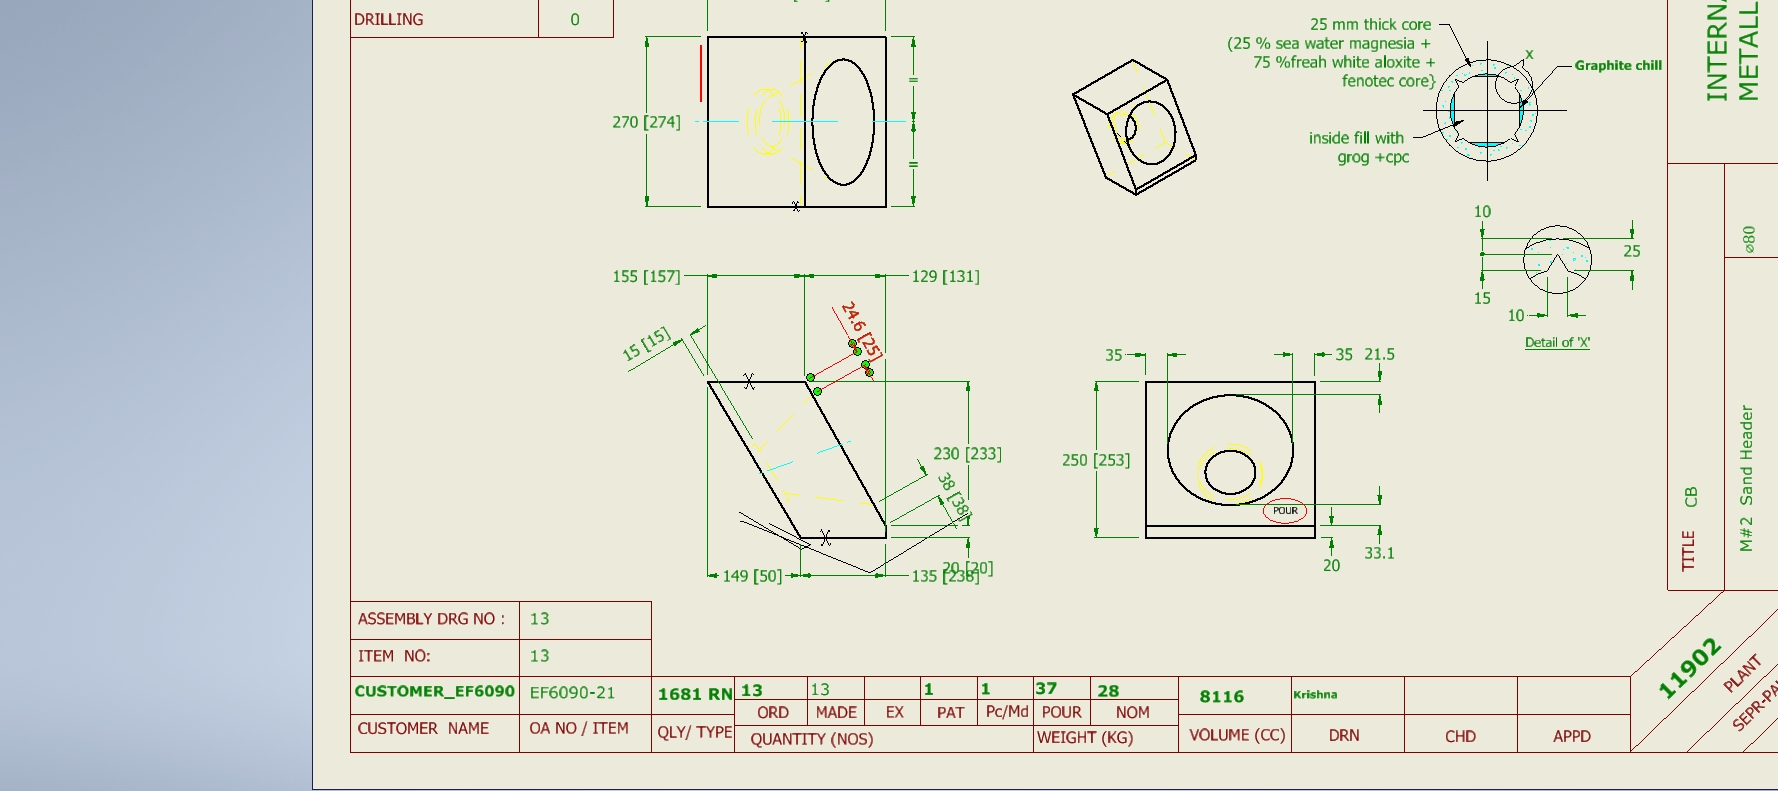 DRILLING 0
270 [274]
=
=
25 mm thick core
(25 % sea water magnesia +
75 %freah white aloxite +
fenotec core}
X
Graphite chill
inside fill with
grog +cpc
10
25
15
10
Detail of 'X'
155 [157]
129 [131]
24.6 [25]
15 [15]
230 [233]
38 [38]
20 [20]
149 [50]
135 [238]
35
35
21.5
250 [253]
POUR
20
33.1
INTERNA
METALL
ø80
TITLE CB
M#2 Sand Header
11902
PLANT
SEPR-PA
ASSEMBLY DRG NO : 13
ITEM NO: 13
CUSTOMER_EF6090 EF6090-21 1681 RN 13 13 1 1 37 28 8116 Krishna
ORD MADE EX PAT Pc/Md POUR NOM
CUSTOMER NAME OA NO / ITEM QLY/ TYPE QUANTITY (NOS) WEIGHT (KG) VOLUME (CC) DRN CHD APPD